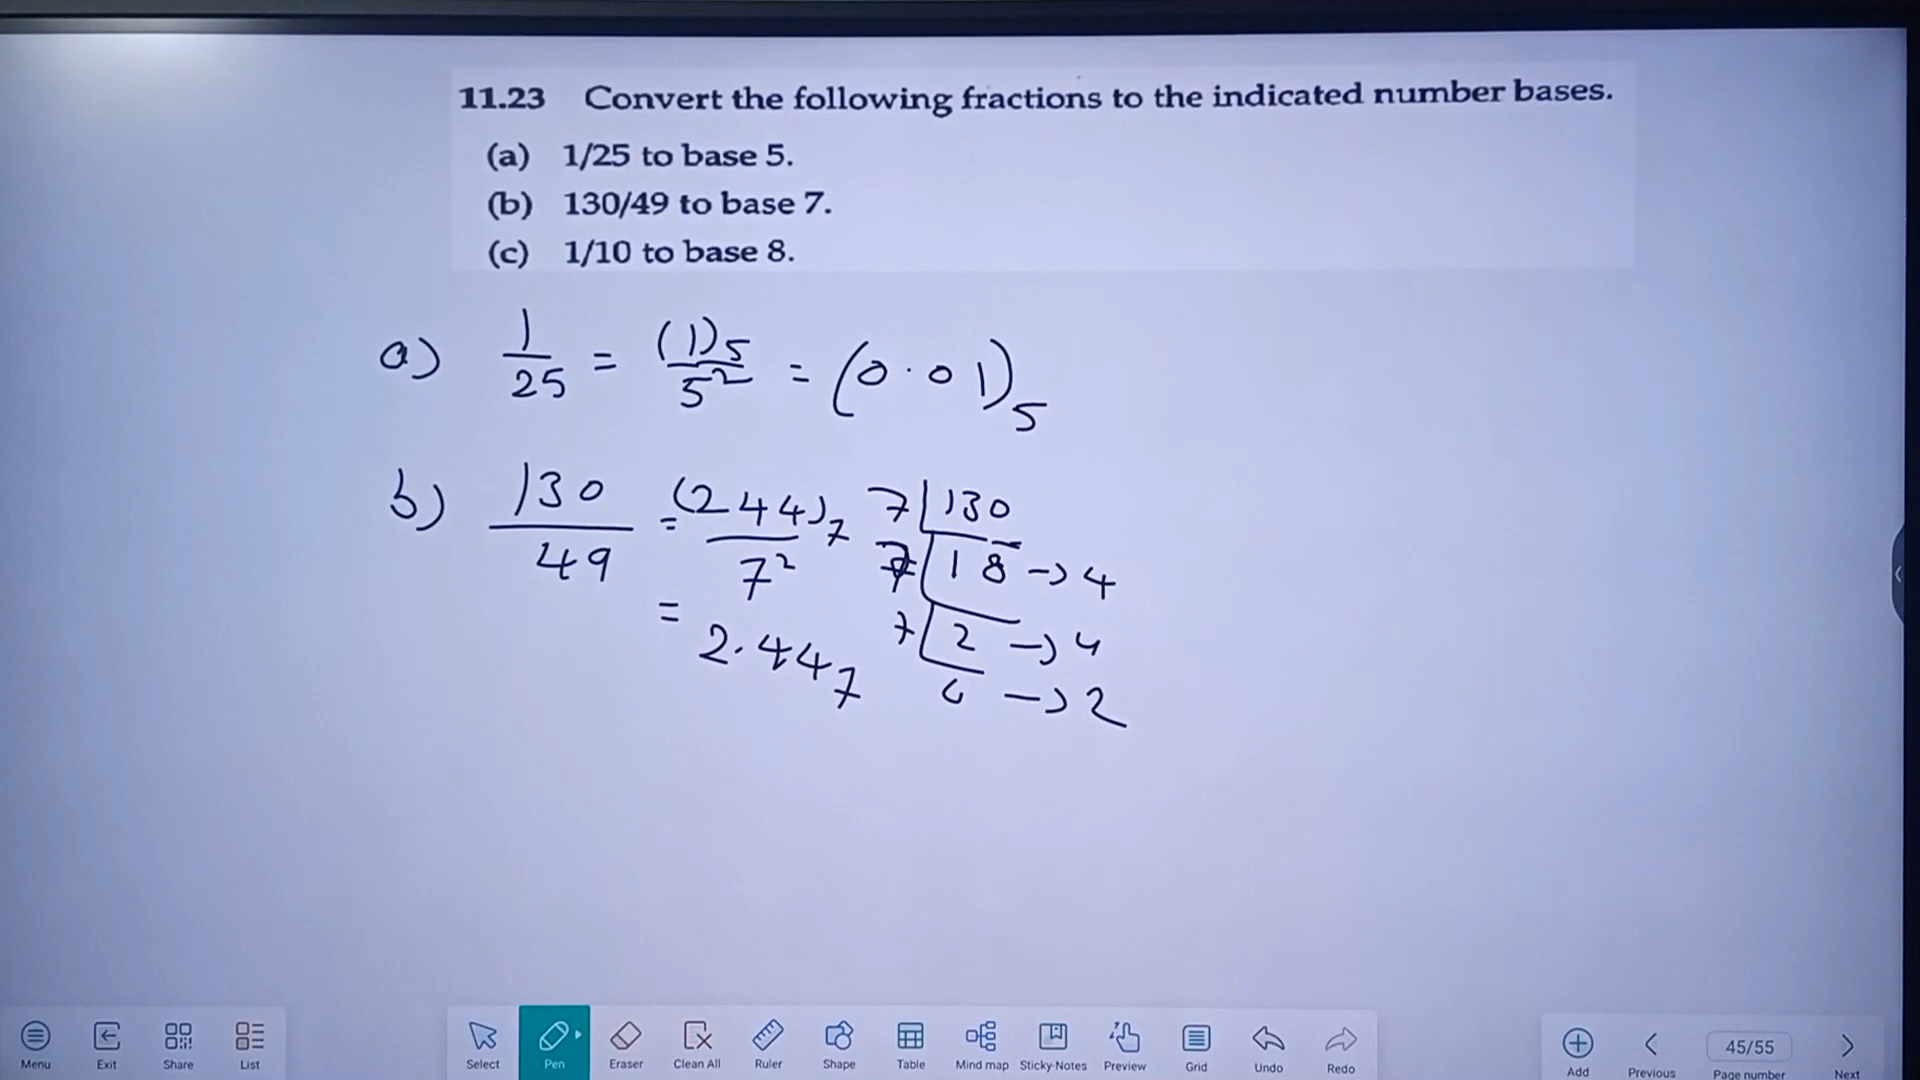 11.23 Convert the following fractions to the indicated number bases.
(a) 1/25 to base 5.
(b) 130/49 to base 7.
(c) 1/10 to base 8.
a) 1/25 = (1)5/5² = (0.01)5
b) 130/49 = (244)7/7²
= 2.447
7 | 130
7 | 18 → 4
7 | 2 → 4
0 → 2
Menu Exit Share List Select Pen Eraser Clean All Ruler Shape Table Mind map Sticky-Notes Preview Grid Undo Redo Add Previous 45/55 Page number Next